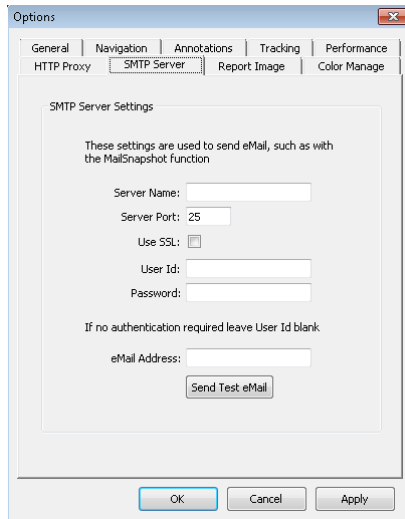 Options
General Navigation Annotations Tracking Performance
HTTP Proxy SMTP Server Report Image Color Manage
SMTP Server Settings
These settings are used to send eMail, such as with
the MailSnapshot function
Server Name:
Server Port: 25
Use SSL:
User Id:
Password:
If no authentication required leave User Id blank
eMail Address:
Send Test eMail
OK Cancel Apply